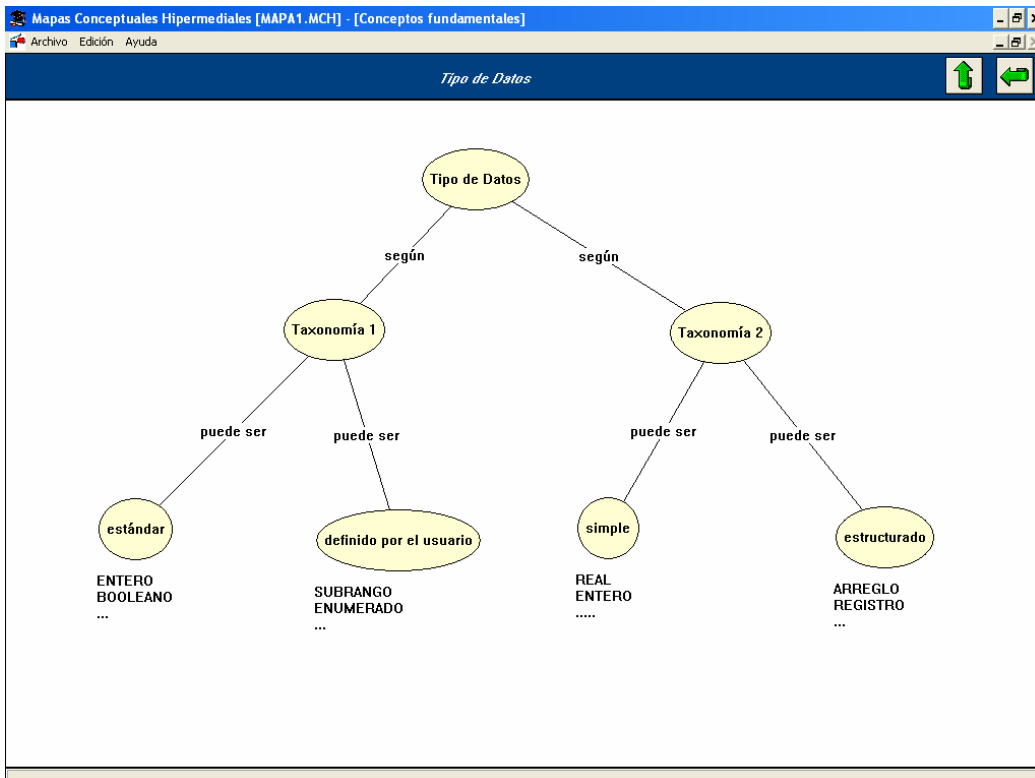 Mapas Conceptuales Hipermediales [MAPA1.MCH] - [Conceptos fundamentales]
Archivo Edición Ayuda
Tipo de Datos
Tipo de Datos
según
según
Taxonomía 1
Taxonomía 2
puede ser
puede ser
puede ser
puede ser
estándar
definido por el usuario
simple
estructurado
ENTERO
BOOLEANO
...
SUBRANGO
ENUMERADO
...
REAL
ENTERO
.....
ARREGLO
REGISTRO
...